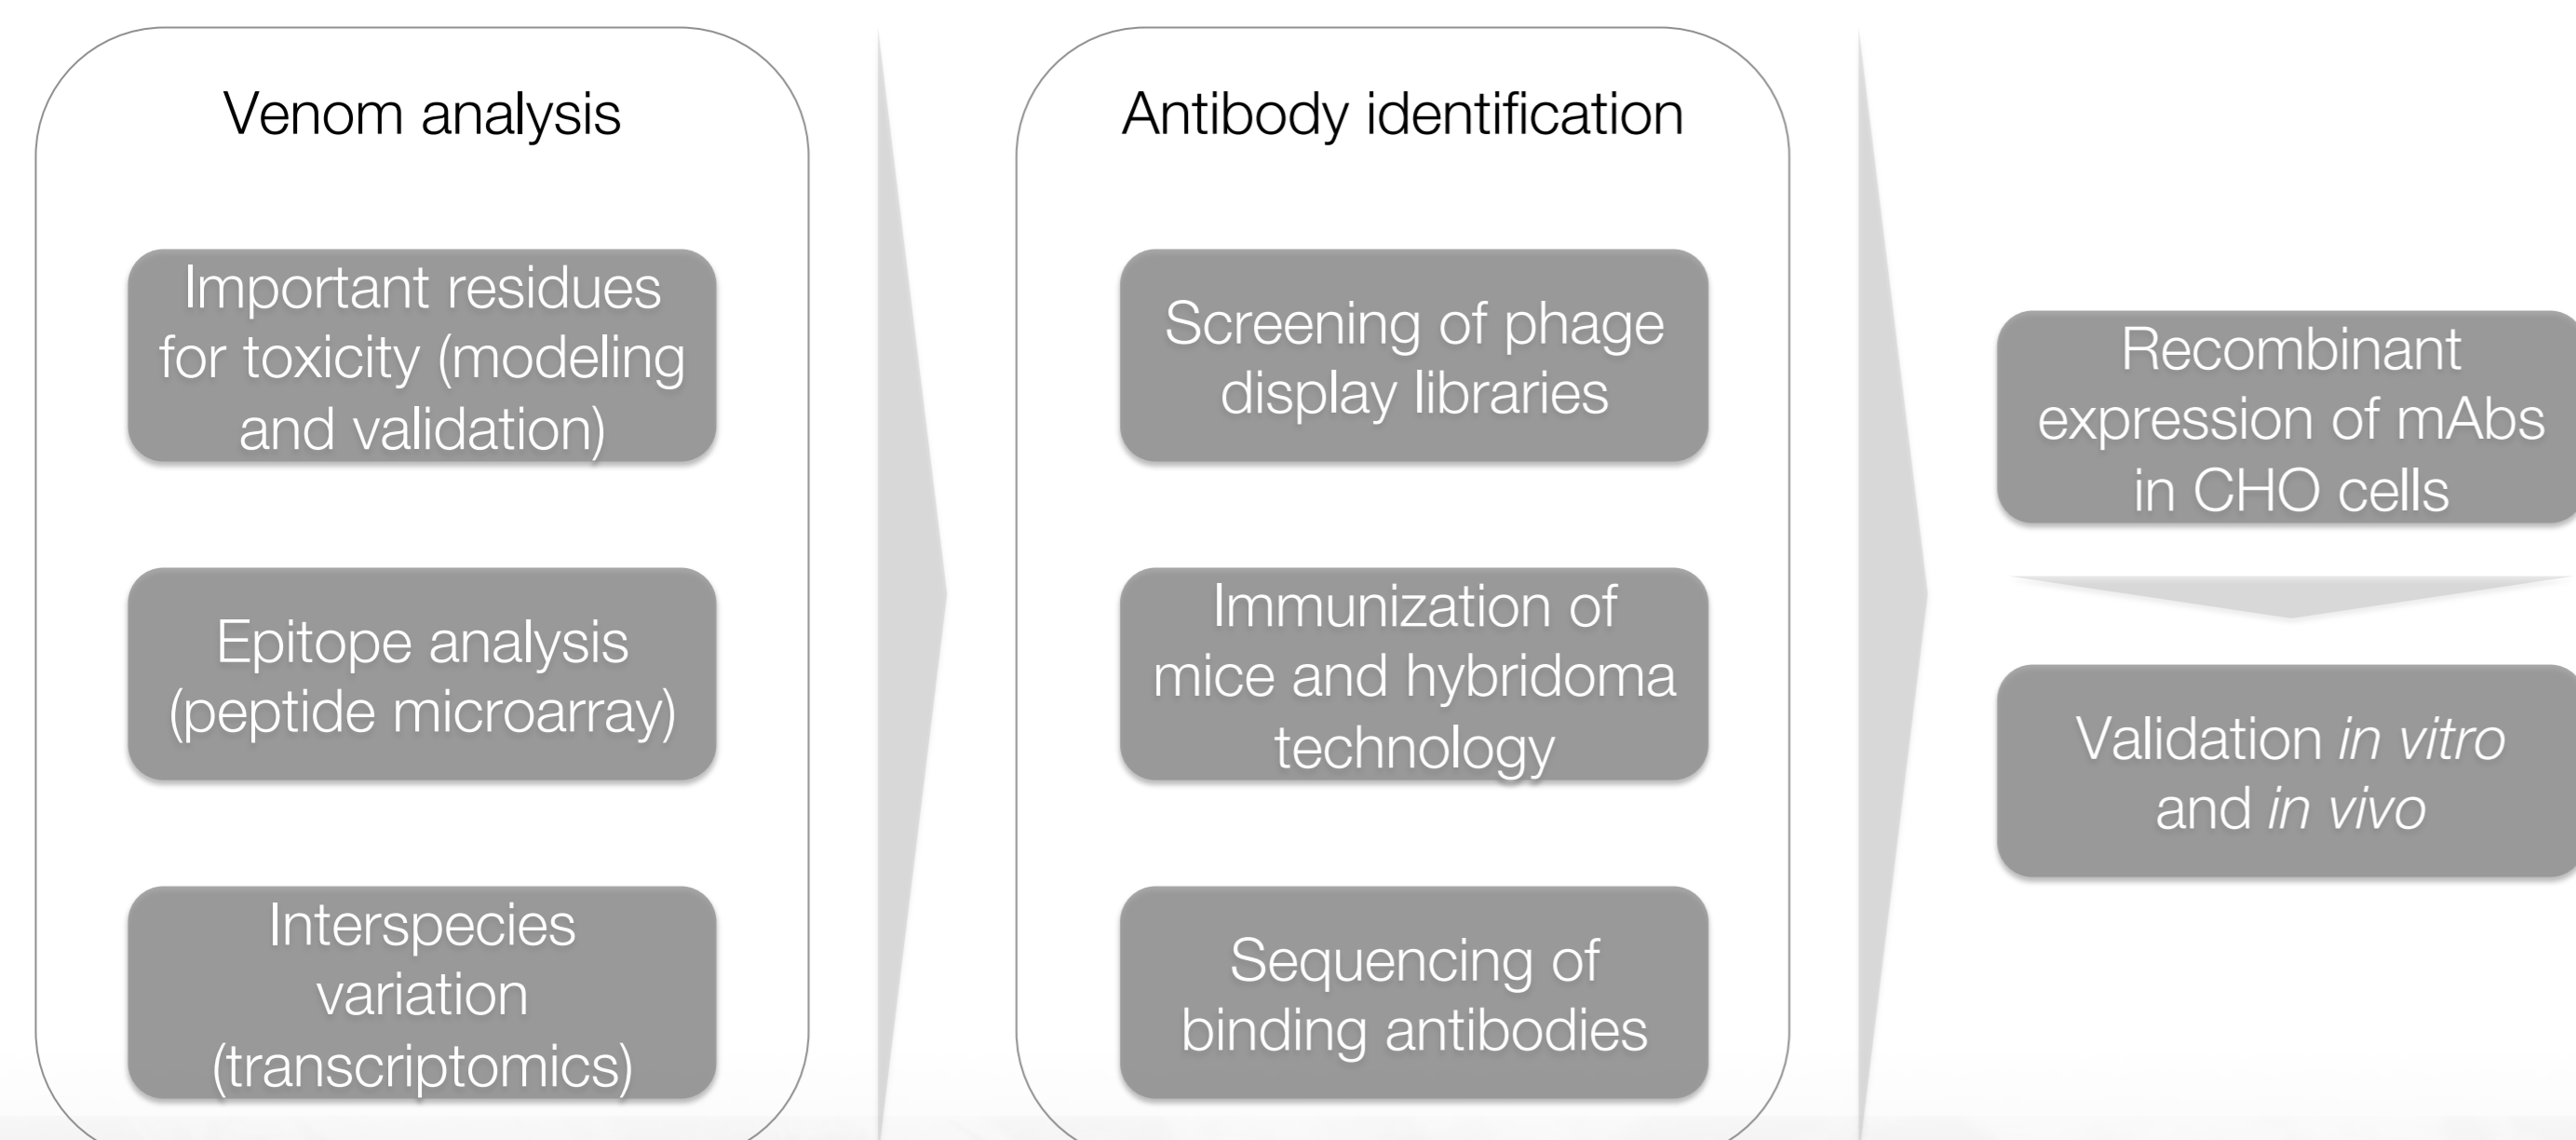 Venom analysis
Important residues
for toxicity (modeling
and validation)
Epitope analysis
(peptide microarray)
Interspecies
variation
(transcriptomics)
Antibody identification
Screening of phage
display libraries
Immunization of
mice and hybridoma
technology
Sequencing of
binding antibodies
Recombinant
expression of mAbs
in CHO cells
Validation in vitro
and in vivo